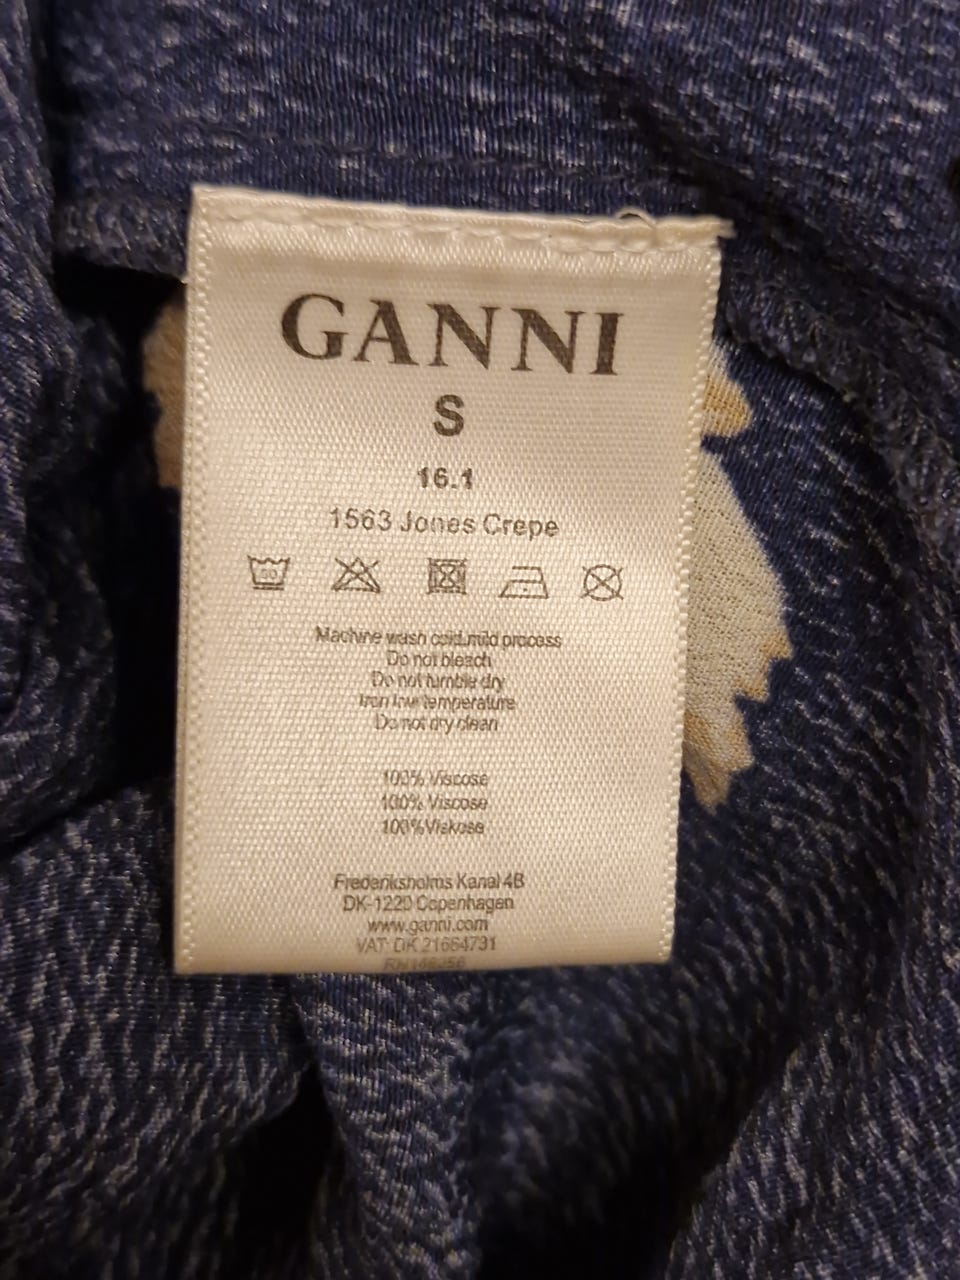 GANNI
S
16.1
1563 Jones Crepe
30
Machine wash cold.mild process
Do not bleach
Do not tumble dry
Iron low temperature
Do not dry clean
100% Viscose
100% Viscose
100%Viskose
Frederiksholms Kanal 4B
DK-1220 Copenhagen
www.ganni.com
VAT: DK 21664731